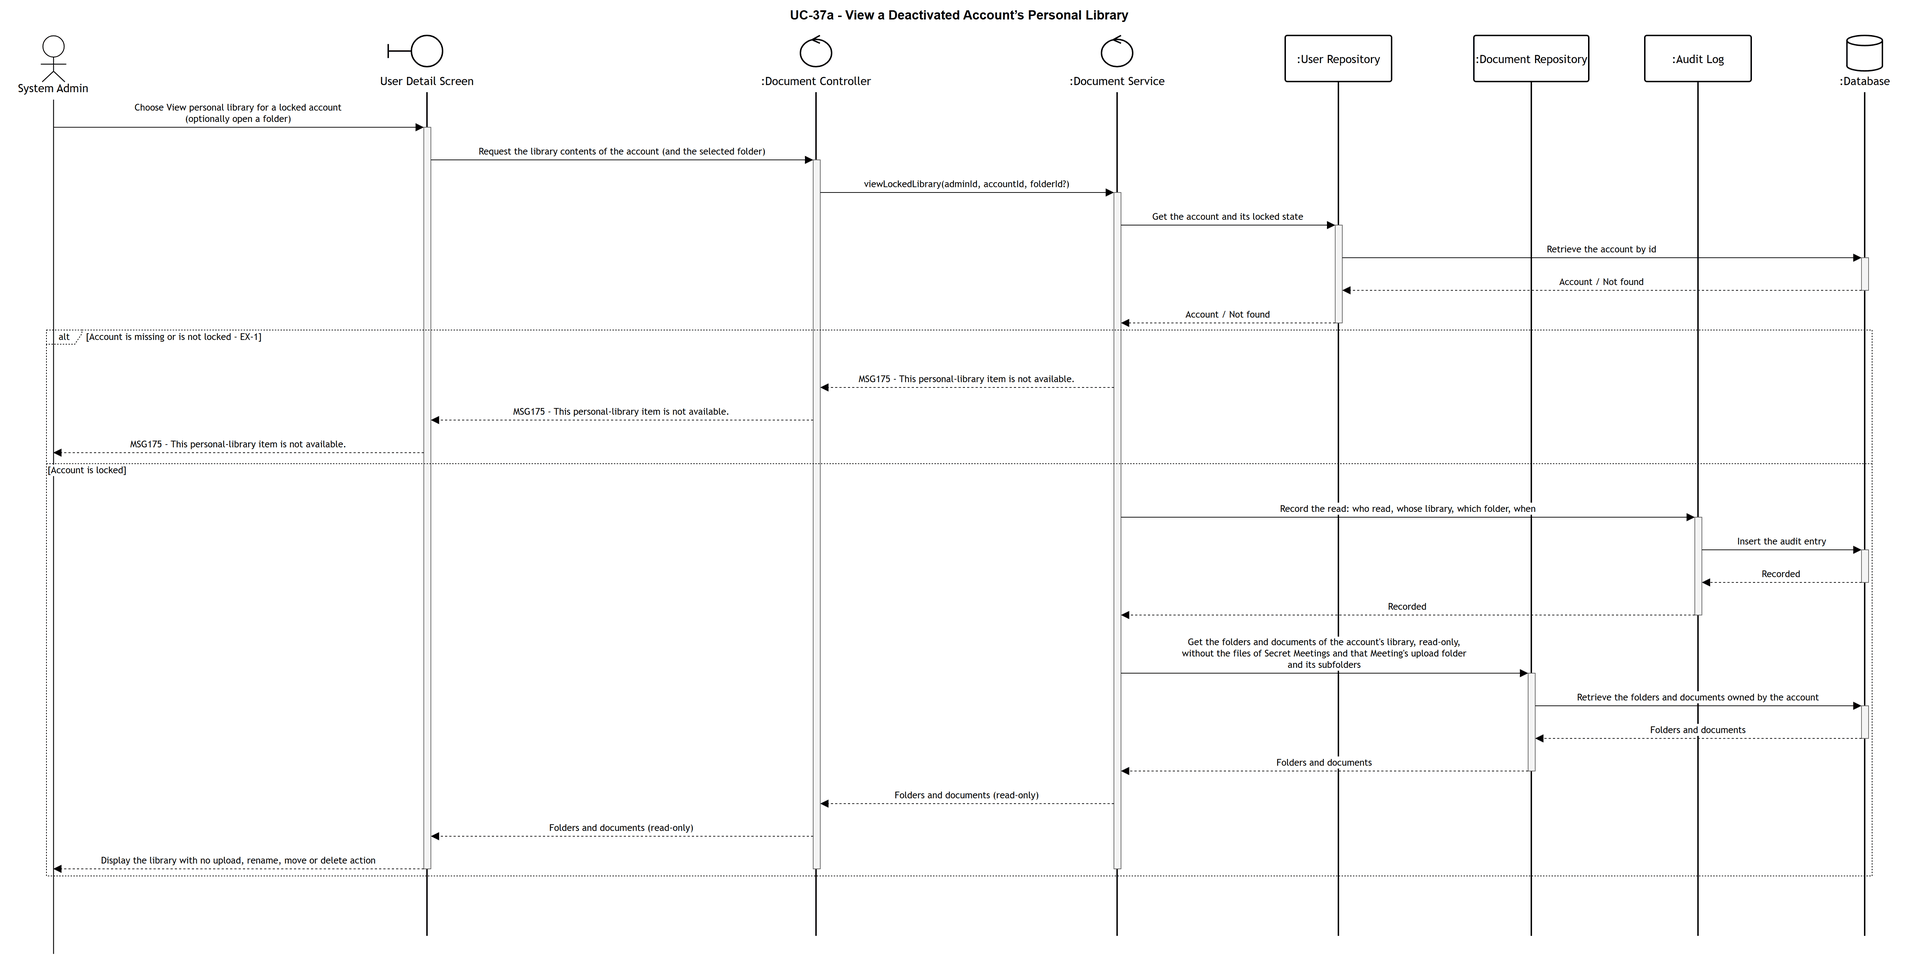 UC-37a - View a Deactivated Account's Personal Library
System Admin
User Detail Screen
:Document Controller
:Document Service
:User Repository
:Document Repository
:Audit Log
:Database
Choose View personal library for a locked account
(optionally open a folder)
Request the library contents of the account (and the selected folder)
viewLockedLibrary(adminId, accountId, folderId?)
Get the account and its locked state
Retrieve the account by id
Account / Not found
Account / Not found
alt
[Account is missing or is not locked - EX-1]
MSG175 - This personal-library item is not available.
MSG175 - This personal-library item is not available.
MSG175 - This personal-library item is not available.
[Account is locked]
Record the read: who read, whose library, which folder, when
Insert the audit entry
Recorded
Recorded
Get the folders and documents of the account's library, read-only,
without the files of Secret Meetings and that Meeting's upload folder
and its subfolders
Retrieve the folders and documents owned by the account
Folders and documents
Folders and documents
Folders and documents (read-only)
Folders and documents (read-only)
Display the library with no upload, rename, move or delete action